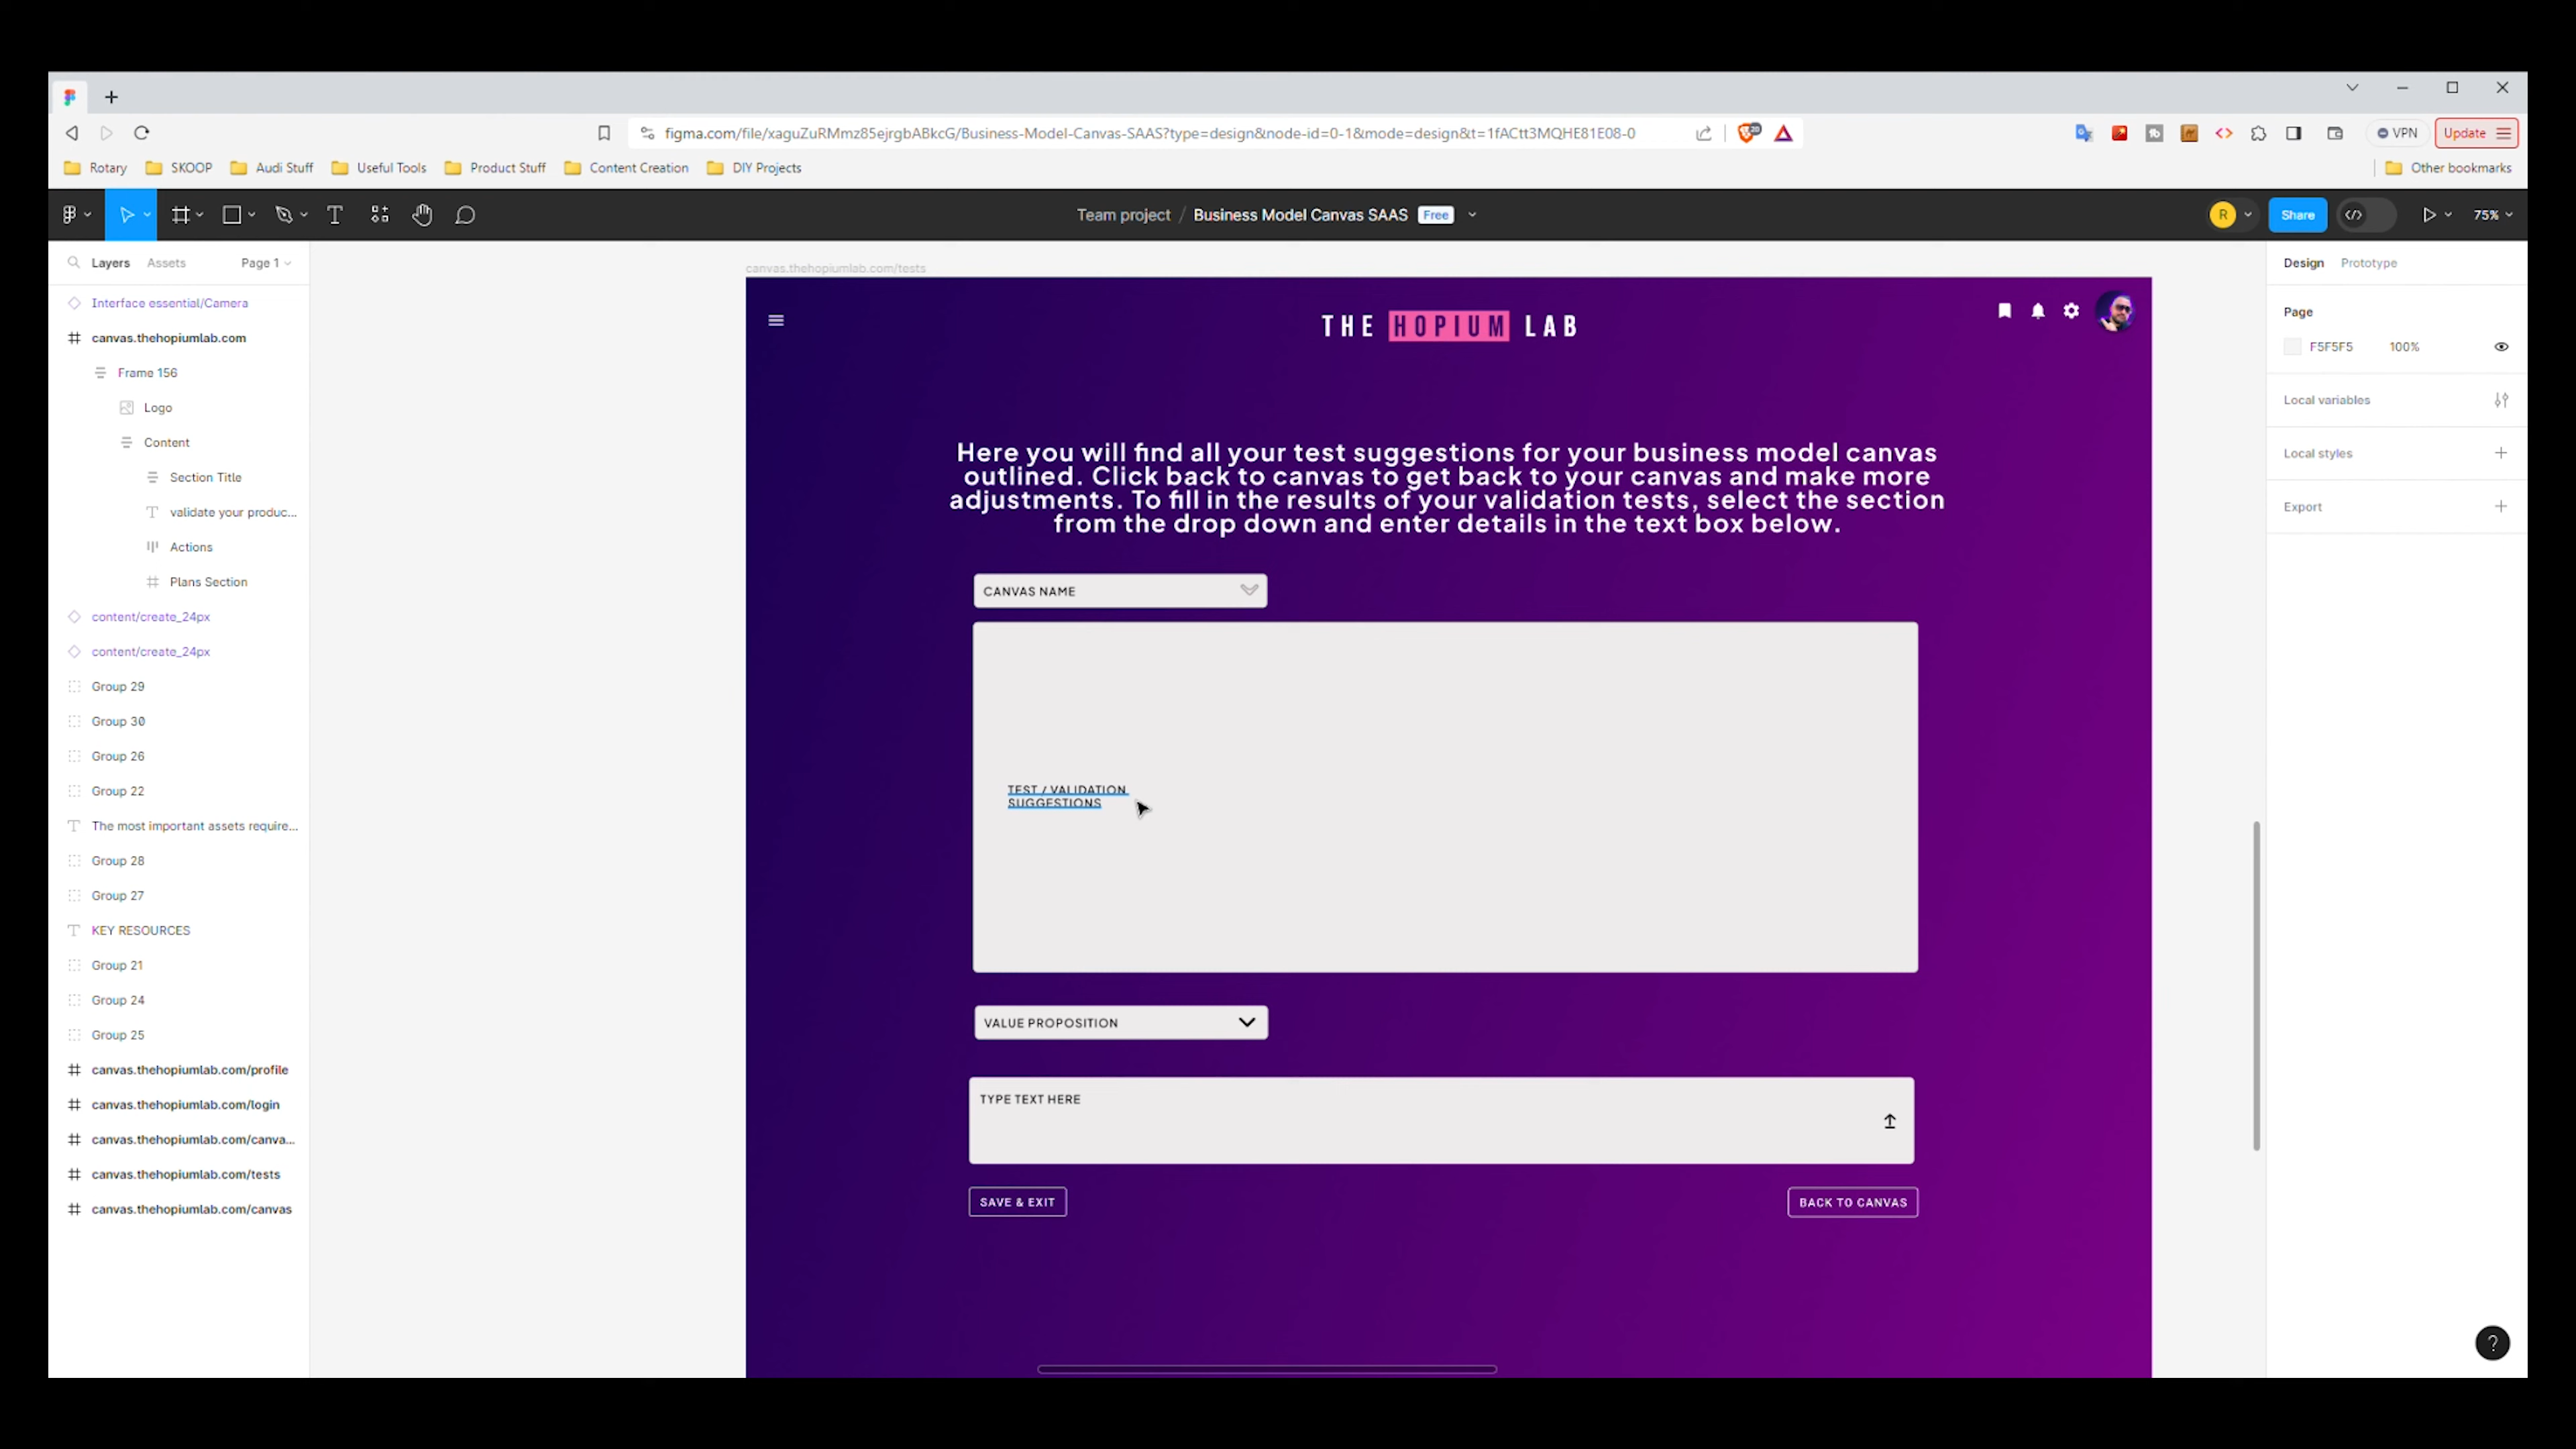 figma.com/file/xaguZuRMmz85ejrgbABkcG/Business-Model-Canvas-SAAS?type=design&node-id=0-1&mode=design&t=1fACtt3MQHE81E08-0
VPN
Update
Rotary
SKOOP
Audi Stuff
Useful Tools
Product Stuff
Content Creation
DIY Projects
Other bookmarks
Team project / Business Model Canvas SAAS Free
R
Share
75%
Layers
Assets
Page 1
Interface essential/Camera
canvas.thehopiumlab.com
Frame 156
Logo
Content
Section Title
validate your produc...
Actions
Plans Section
content/create_24px
content/create_24px
Group 29
Group 30
Group 26
Group 22
The most important assets require...
Group 28
Group 27
KEY RESOURCES
Group 21
Group 24
Group 25
canvas.thehopiumlab.com/profile
canvas.thehopiumlab.com/login
canvas.thehopiumlab.com/canva...
canvas.thehopiumlab.com/tests
canvas.thehopiumlab.com/canvas
canvas.thehopiumlab.com/tests
THE HOPIUM LAB
Here you will find all your test suggestions for your business model canvas
outlined. Click back to canvas to get back to your canvas and make more
adjustments. To fill in the results of your validation tests, select the section
from the drop down and enter details in the text box below.
CANVAS NAME
TEST / VALIDATION
SUGGESTIONS
VALUE PROPOSITION
TYPE TEXT HERE
SAVE & EXIT
BACK TO CANVAS
Design
Prototype
Page
F5F5F5
100%
Local variables
Local styles
Export
?